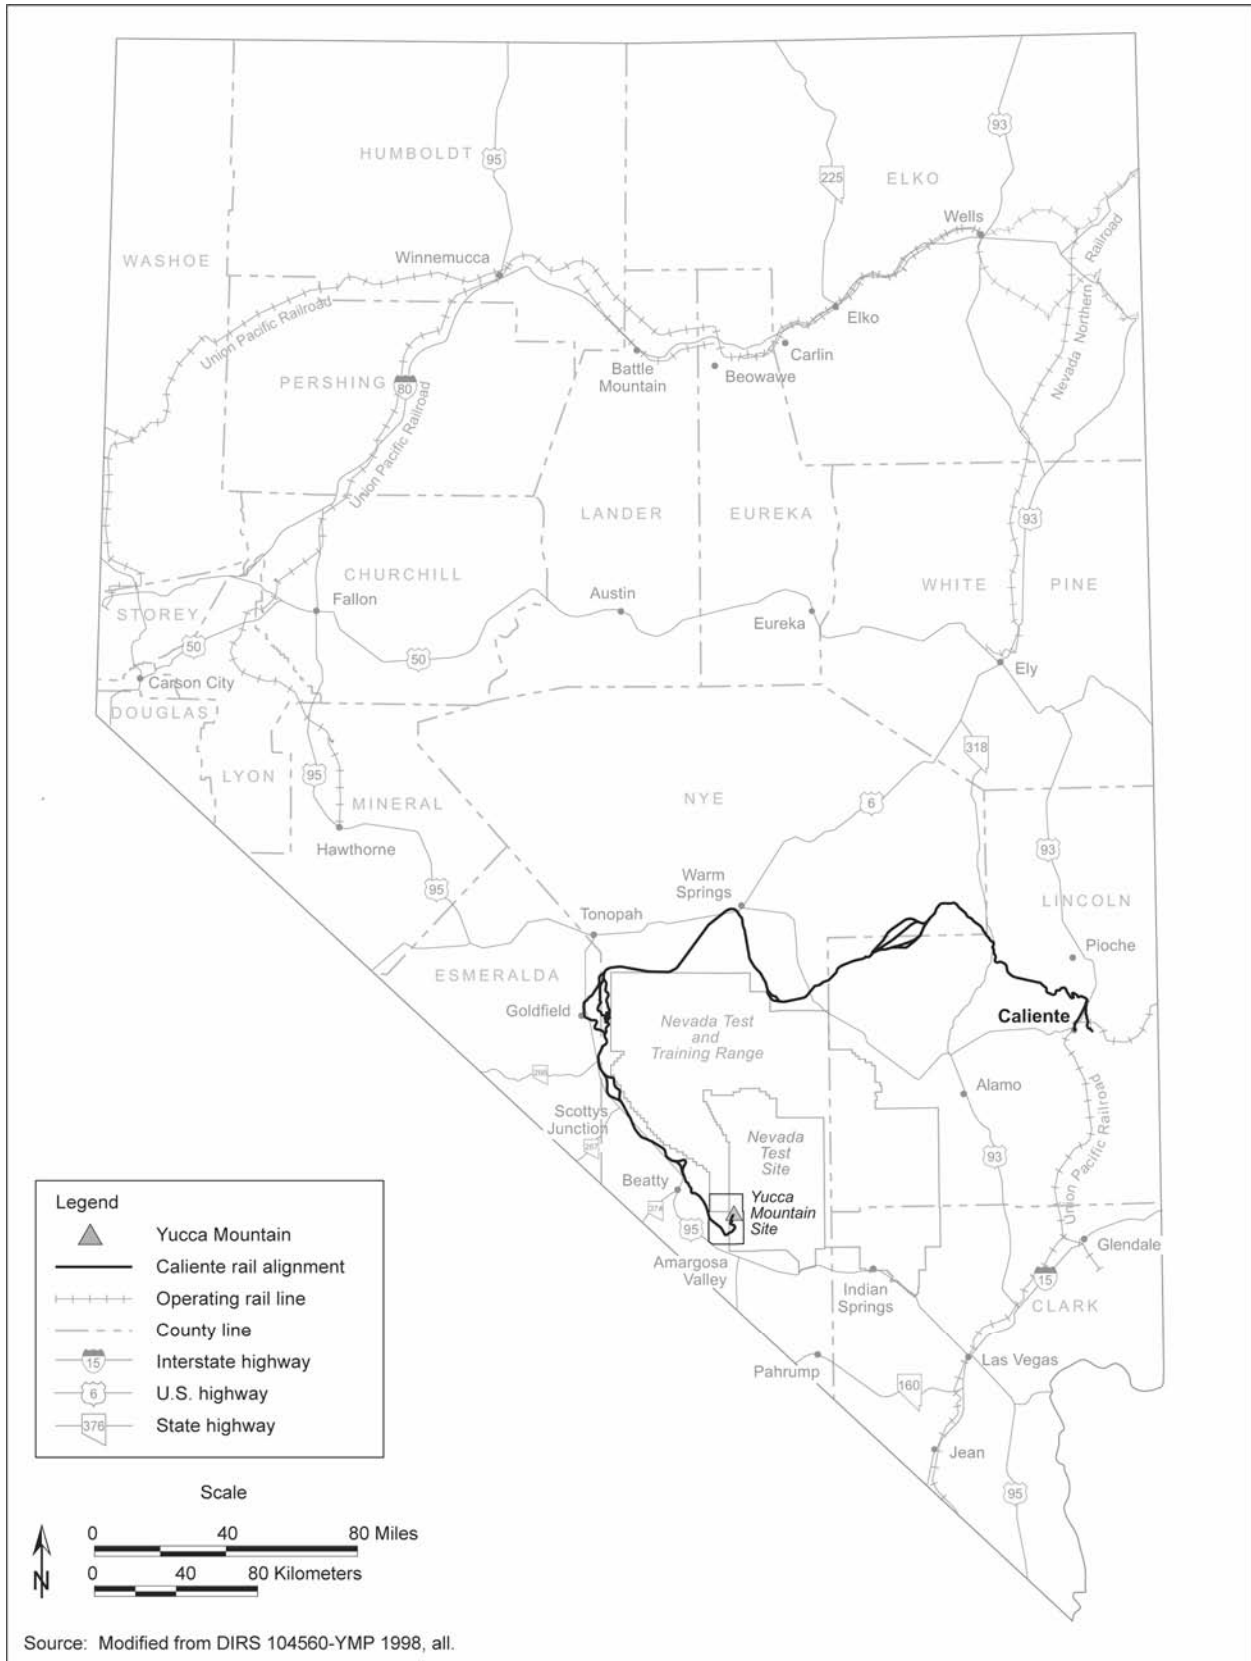 93
HUMBOLDT
95
225
ELKO
Wells
WASHOE
Winnemucca
Nevada Northern Railroad
Union Pacific Railroad
Elko
Carlin
Battle
Mountain
Beowawe
PERSHING
80
Union Pacific Railroad
LANDER
EUREKA
93
CHURCHILL
WHITE PINE
STOREY
Fallon
Austin
Eureka
50
50
Ely
Carson City
DOUGLAS
318
LYON
95
MINERAL
NYE
6
Hawthorne
93
Warm
Springs
95
LINCOLN
Tonopah
Pioche
ESMERALDA
Goldfield
Caliente
Nevada Test
and
Training Range
266
Alamo
Scottys
Junction
Union Pacific Railroad
267
Nevada
Test
Site
93
Beatty
Yucca
Mountain
Site
374
95
Glendale
Amargosa
Valley
Indian
Springs
15
CLARK
Las Vegas
Pahrump
160
Jean
95
Legend
Yucca Mountain
Caliente rail alignment
Operating rail line
County line
15 Interstate highway
6 U.S. highway
376 State highway
Scale
0 40 80 Miles
0 40 80 Kilometers
N
Source: Modified from DIRS 104560-YMP 1998, all.